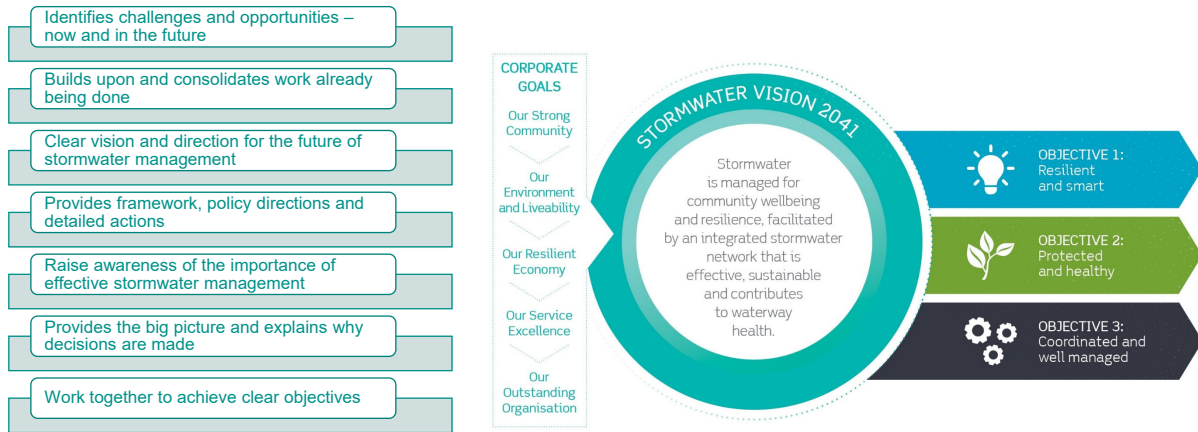 Identifies challenges and opportunities –
now and in the future
Builds upon and consolidates work already
being done
Clear vision and direction for the future of
stormwater management
Provides framework, policy directions and
detailed actions
Raise awareness of the importance of
effective stormwater management
Provides the big picture and explains why
decisions are made
Work together to achieve clear objectives
CORPORATE
GOALS
Our Strong
Community
Our
Environment
and Liveability
Our Resilient
Economy
Our Service
Excellence
Our
Outstanding
Organisation
STORMWATER VISION 2041
Stormwater
is managed for
community wellbeing
and resilience, facilitated
by an integrated stormwater
network that is
effective, sustainable
and contributes
to waterway
health.
OBJECTIVE 1:
Resilient
and smart
OBJECTIVE 2:
Protected
and healthy
OBJECTIVE 3:
Coordinated and
well managed